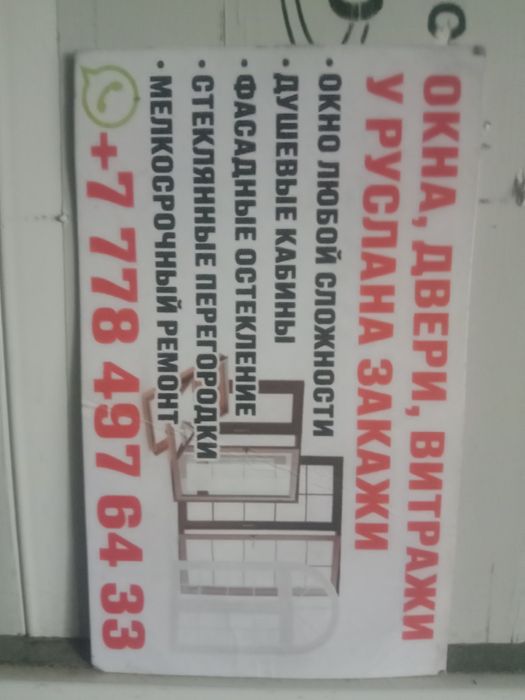 ОКНА, ДВЕРИ, ВИТРАЖИ
У РУСЛАНА ЗАКАЖИ
• ОКНО ЛЮБОЙ СЛОЖНОСТИ
• ДУШЕВЫЕ КАБИНЫ
• ФАСАДНЫЕ ОСТЕКЛЕНИЕ
• СТЕКЛЯННЫЕ ПЕРЕГОРОДКИ
• МЕЛКОСРОЧНЫЙ РЕМОНТ
+7 778 497 64 33